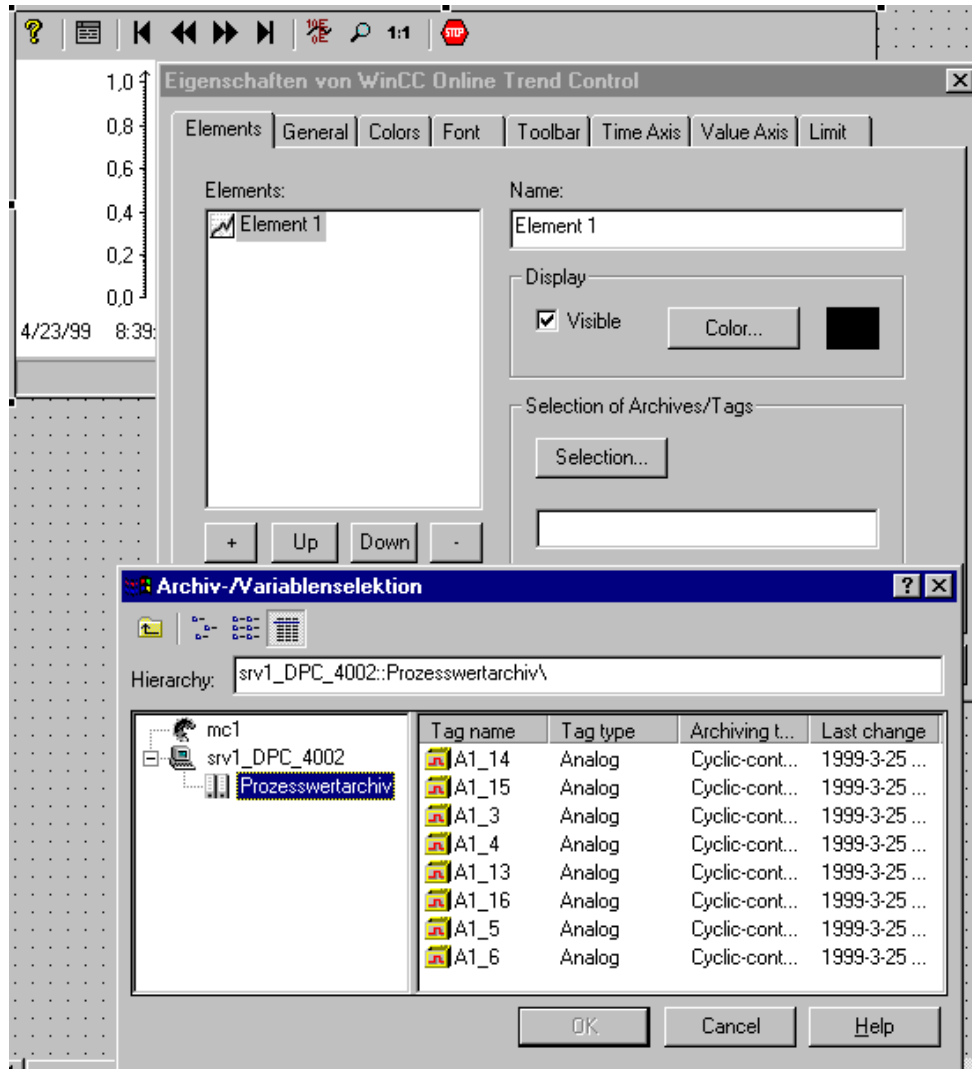 1:1 STOP
1,0
Eigenschaften von WinCC Online Trend Control
0,8
Elements General Colors Font Toolbar Time Axis Value Axis Limit
0,6
Elements: Name:
0,4
Element 1 Element 1
0,2
Display
0,0
Visible Color...
4/23/99 8:39:
Selection of Archives/Tags
Selection...
+ Up Down -
Archiv-/Variablenselektion
Hierarchy: srv1_DPC_4002::Prozesswertarchiv\
mc1
srv1_DPC_4002
Prozesswertarchiv
Tag name Tag type Archiving t... Last change
A1_14 Analog Cyclic-cont... 1999-3-25 ...
A1_15 Analog Cyclic-cont... 1999-3-25 ...
A1_3 Analog Cyclic-cont... 1999-3-25 ...
A1_4 Analog Cyclic-cont... 1999-3-25 ...
A1_13 Analog Cyclic-cont... 1999-3-25 ...
A1_16 Analog Cyclic-cont... 1999-3-25 ...
A1_5 Analog Cyclic-cont... 1999-3-25 ...
A1_6 Analog Cyclic-cont... 1999-3-25 ...
OK Cancel Help